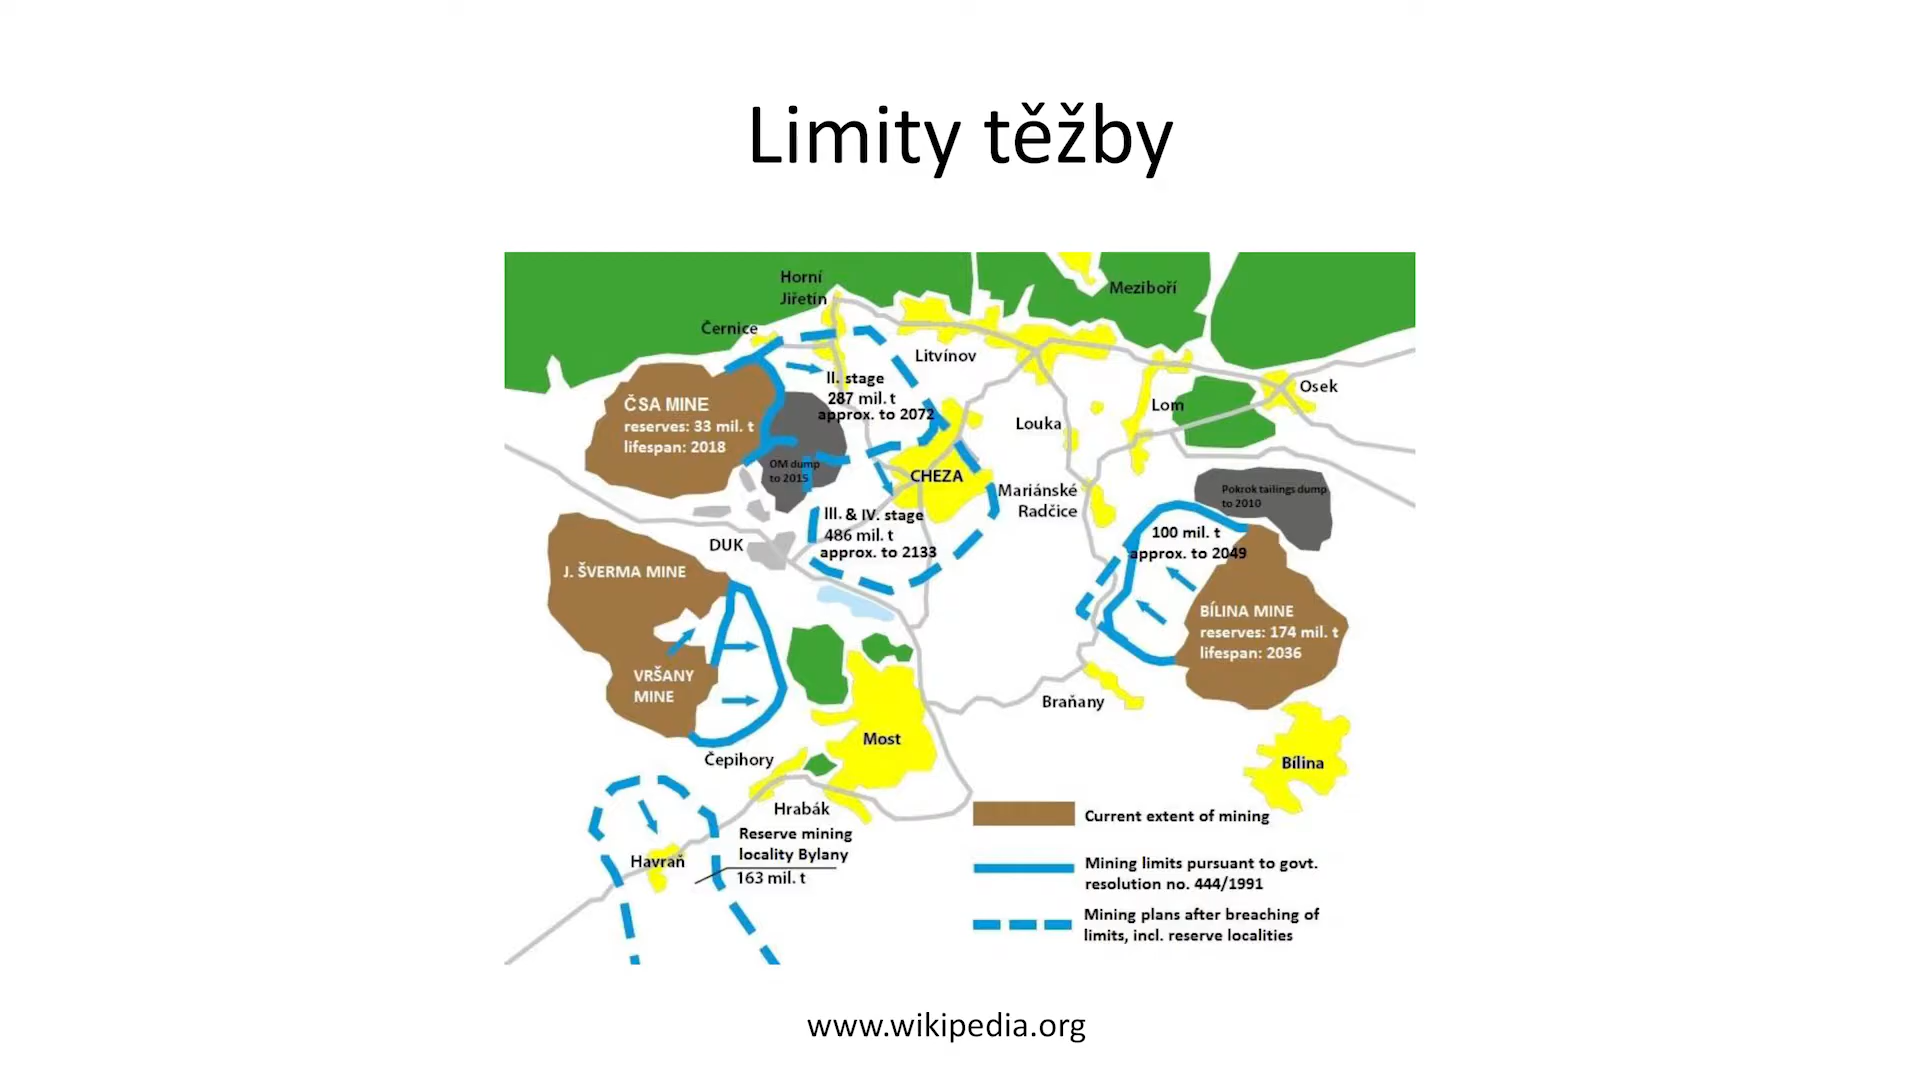 Limity těžby
Horní
Jiřetín
Meziboří
Černice
Litvínov
II. stage
287 mil. t
approx. to 2072
Osek
ČSA MINE
reserves: 33 mil. t
lifespan: 2018
Lom
Louka
OM dump
to 2015
CHEZA
Mariánské
Radčice
Pokrok tailings dump
to 2010
III. & IV. stage
486 mil. t
approx. to 2133
DUK
100 mil. t
approx. to 2049
J. ŠVERMA MINE
BÍLINA MINE
reserves: 174 mil. t
lifespan: 2036
VRŠANY
MINE
Braňany
Most
Čepihory
Bílina
Hrabák
Reserve mining
locality Bylany
163 mil. t
Havraň
Current extent of mining
Mining limits pursuant to govt.
resolution no. 444/1991
Mining plans after breaching of
limits, incl. reserve localities
www.wikipedia.org